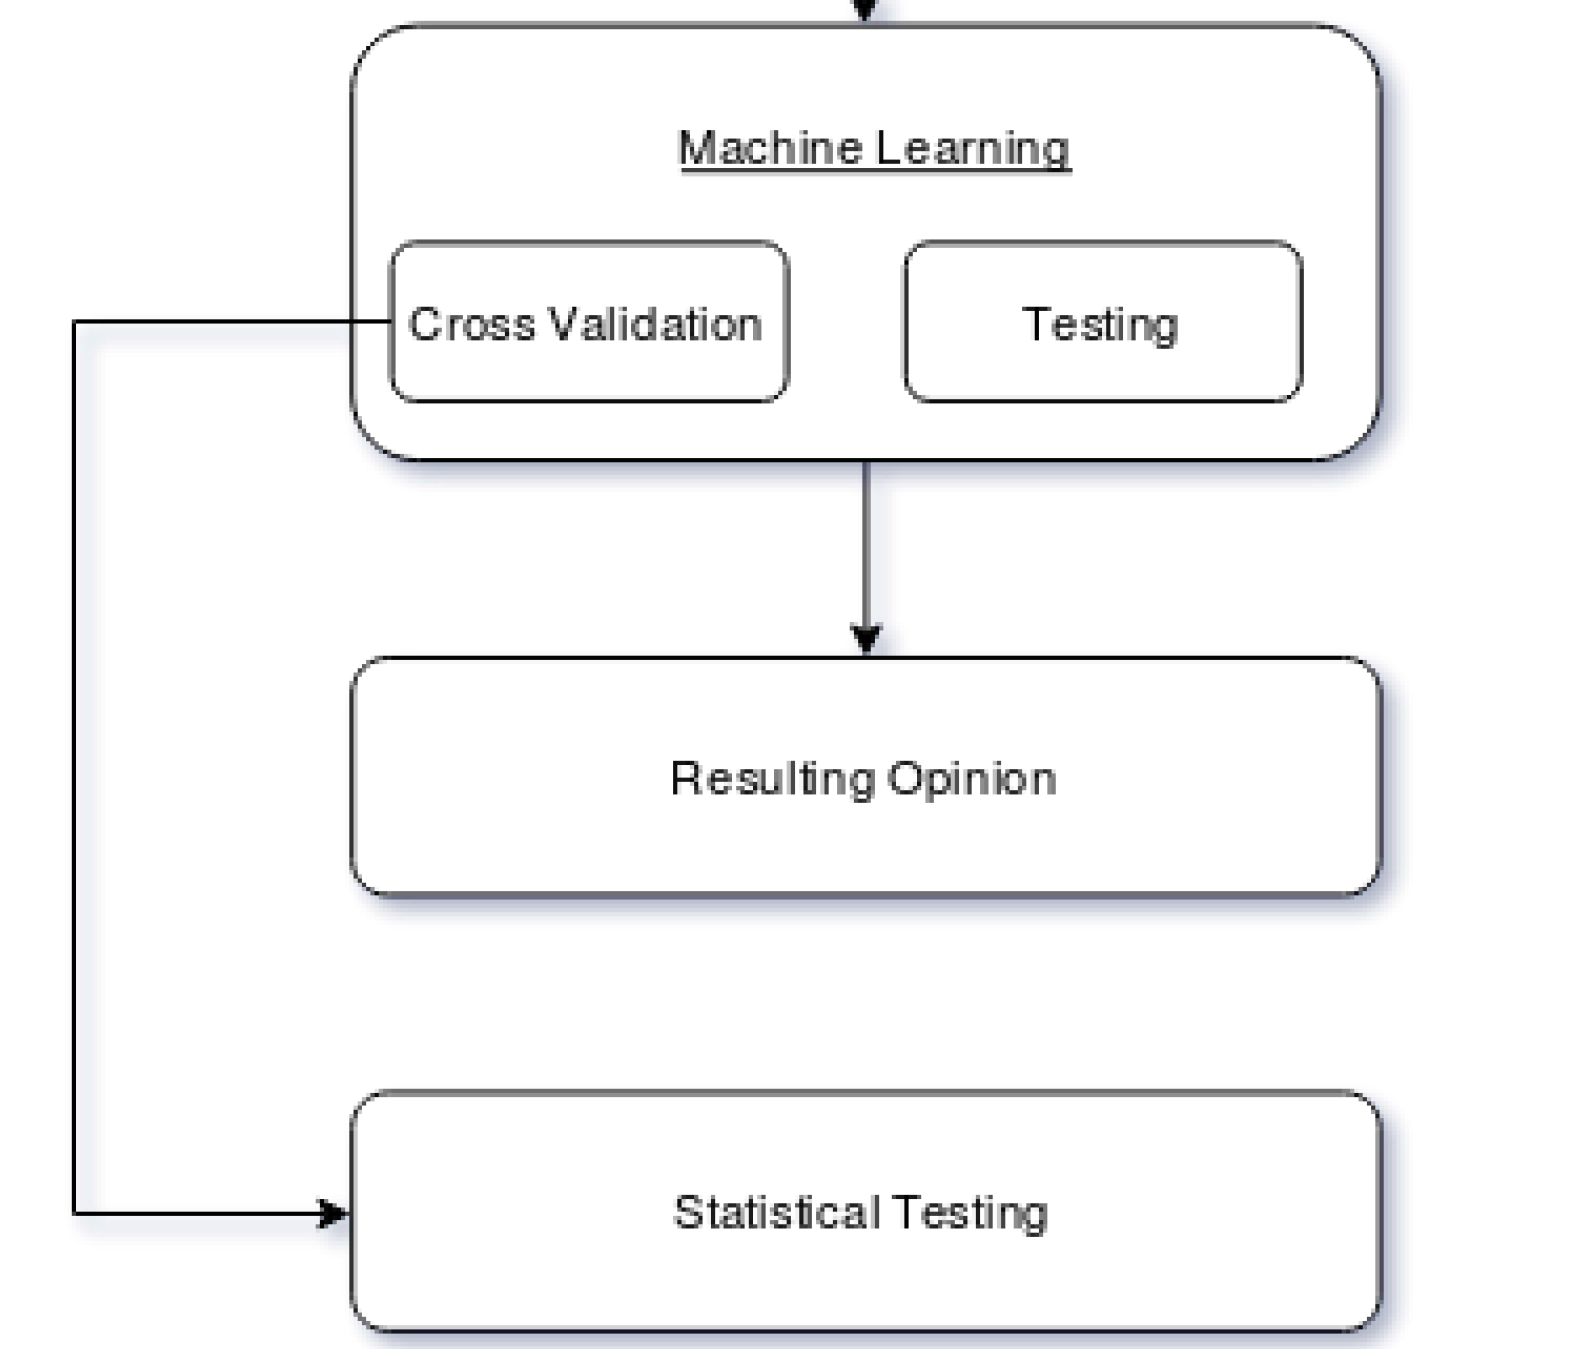 Machine Learning
Cross Validation
Testing
Resulting Opinion
Statistical Testing